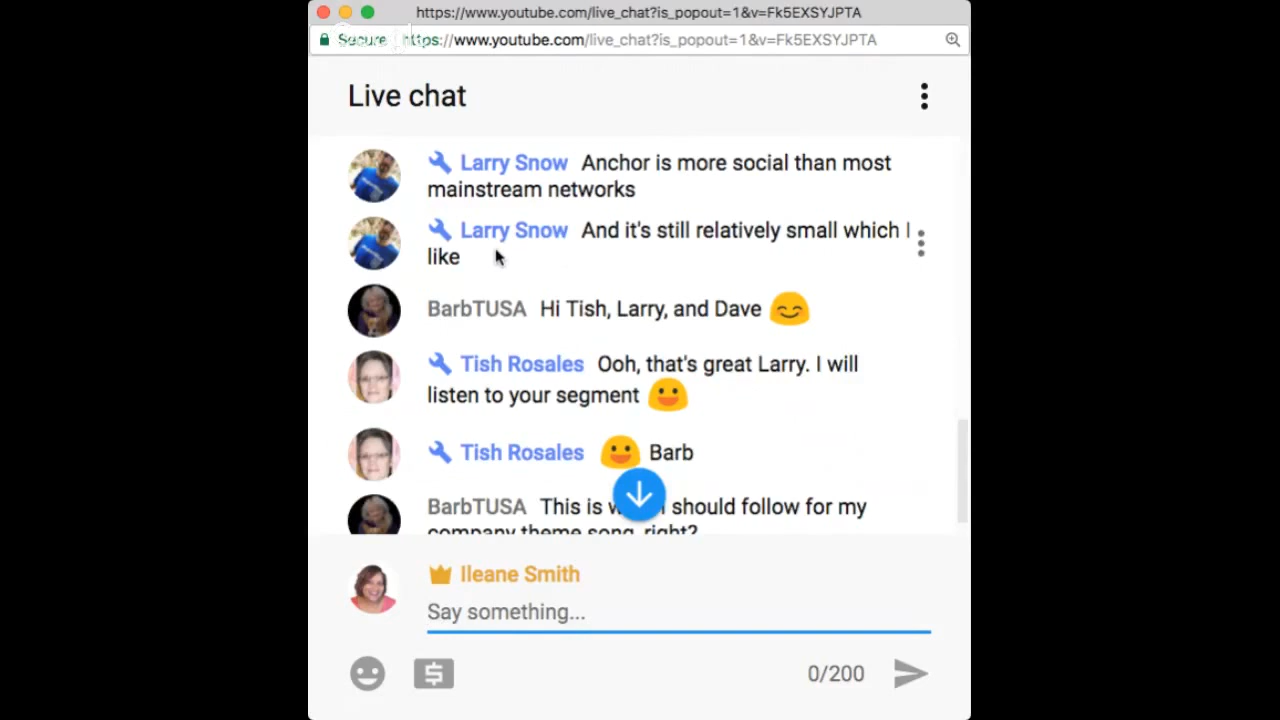 https://www.youtube.com/live_chat?is_popout=1&v=Fk5EXSYJPTA
Secure https://www.youtube.com/live_chat?is_popout=1&v=Fk5EXSYJPTA
Live chat
Larry Snow Anchor is more social than most
mainstream networks
Larry Snow And it's still relatively small which I
like
BarbTUSA Hi Tish, Larry, and Dave
Tish Rosales Ooh, that's great Larry. I will
listen to your segment
Tish Rosales Barb
BarbTUSA This is should follow for my
company theme song, right?
Ileane Smith
Say something...
0/200